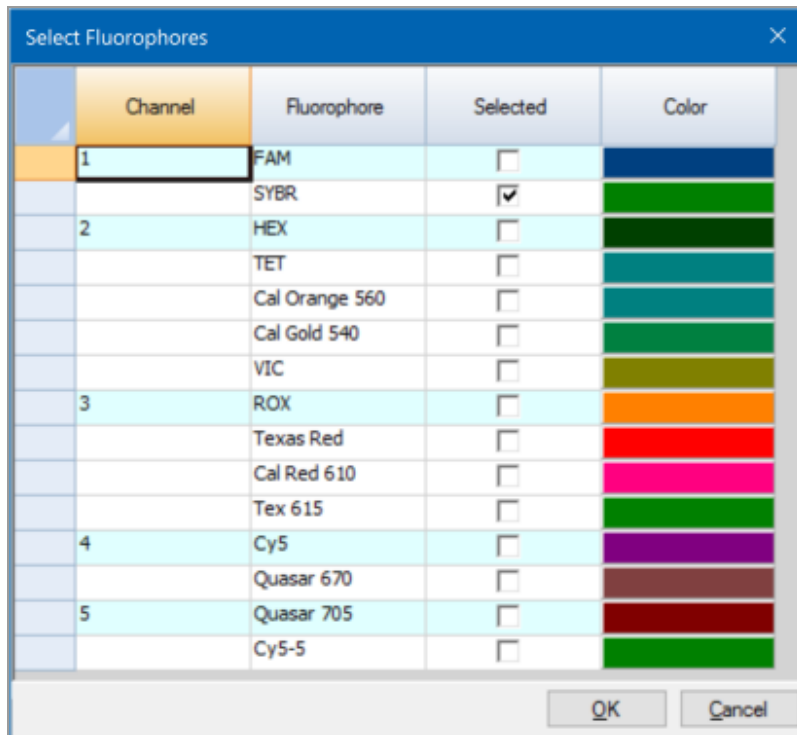 Select Fluorophores
Channel Fluorophore Selected Color
1 FAM
SYBR
2 HEX
TET
Cal Orange 560
Cal Gold 540
VIC
3 ROX
Texas Red
Cal Red 610
Tex 615
4 Cy5
Quasar 670
5 Quasar 705
Cy5-5
OK Cancel